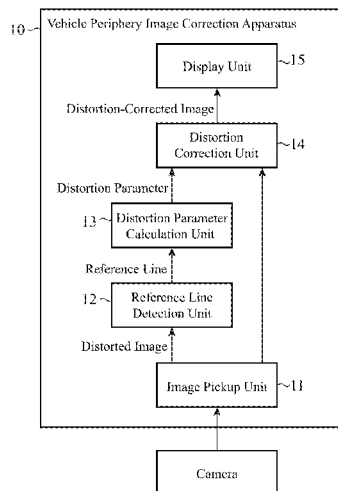 10
Vehicle Periphery Image Correction Apparatus
15
Display Unit
Distortion-Corrected Image
Distortion
Correction Unit
14
Distortion Parameter
13
Distortion Parameter
Calculation Unit
Reference Line
12
Reference Line
Detection Unit
Distorted Image
Image Pickup Unit
11
Camera